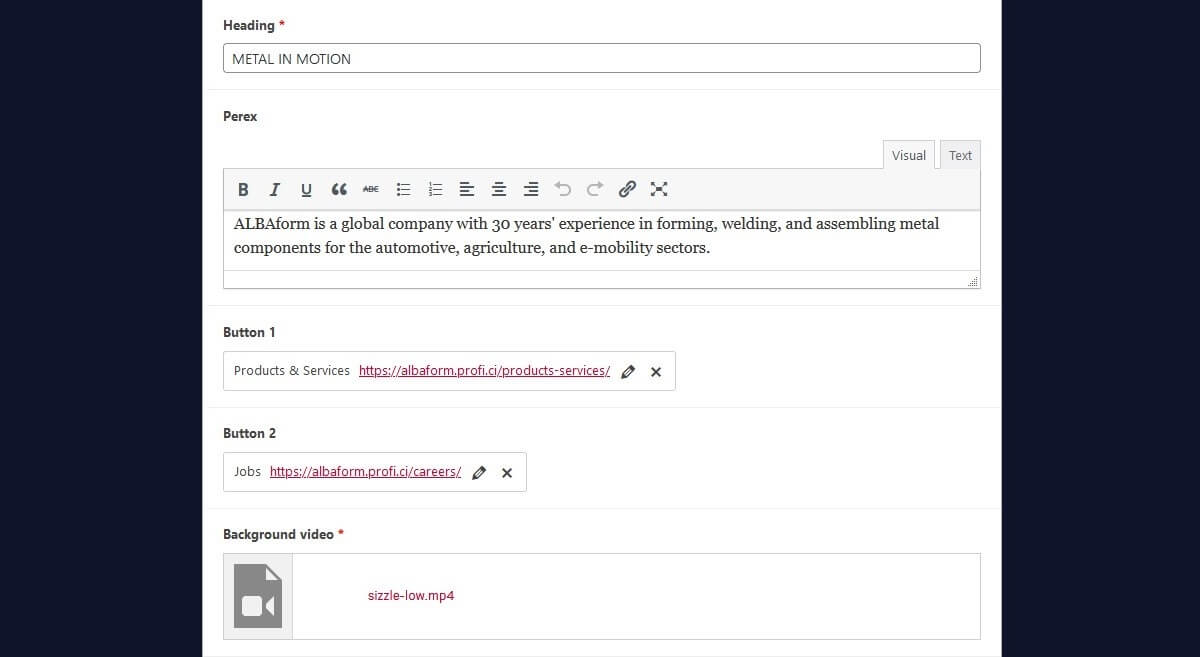 Heading *
METAL IN MOTION
Perex
Visual Text
B I U ABC
ALBAform is a global company with 30 years' experience in forming, welding, and assembling metal
components for the automotive, agriculture, and e-mobility sectors.
Button 1
Products & Services https://albaform.profi.ci/products-services/
Button 2
Jobs https://albaform.profi.ci/careers/
Background video *
sizzle-low.mp4